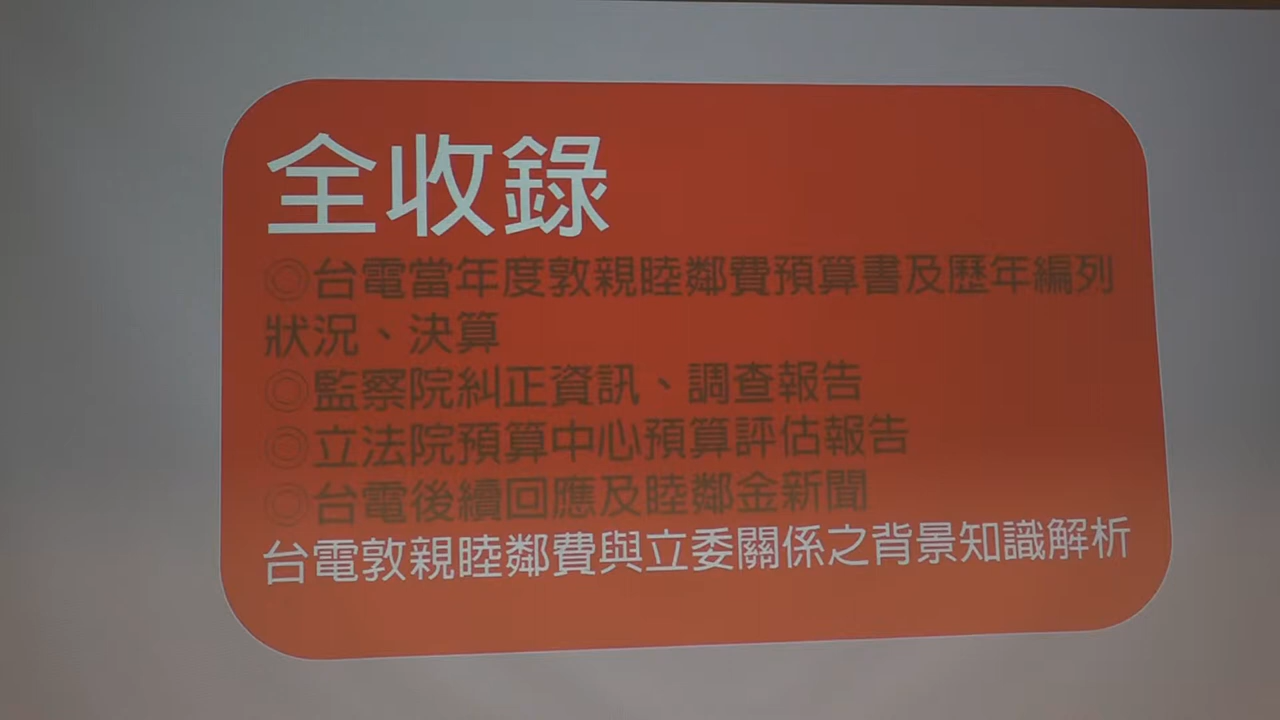 全收錄
◎台電當年度敦親睦鄰費預算書及歷年編列
狀況、決算
◎監察院糾正資訊、調查報告
◎立法院預算中心預算評估報告
◎台電後續回應及睦鄰金新聞
台電敦親睦鄰費與立委關係之背景知識解析